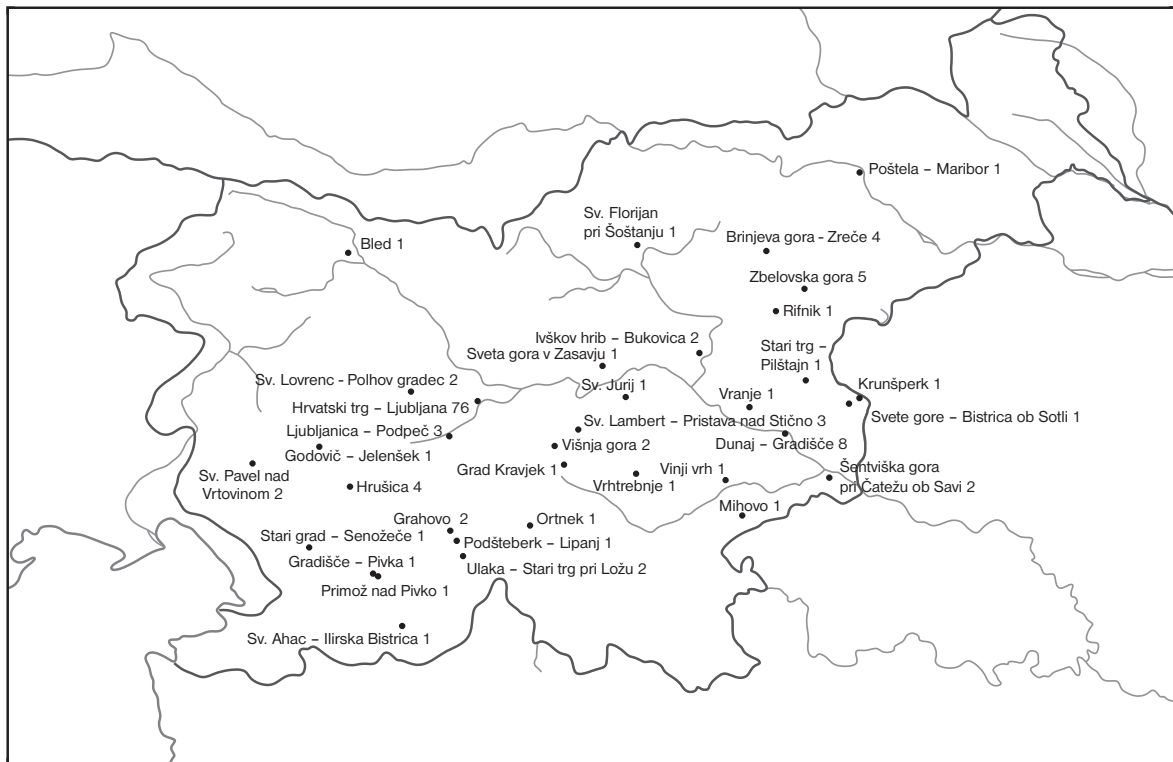 Poštela – Maribor 1
Sv. Florijan
pri Šoštanju 1
Brinjeva gora - Zreče 4
Bled 1
Zbelovska gora 5
Rifnik 1
Ivškov hrib – Bukovica 2
Sveta gora v Zasavju 1
Stari trg –
Pilštajn 1
Sv. Lovrenc - Polhov gradec 2
Sv. Jurij 1
Vranje 1
Krunšperk 1
Hrvatski trg – Ljubljana 76
Svete gore – Bistrica ob Sotli 1
Sv. Lambert – Pristava nad Stično 3
Ljubljanica – Podpeč 3
Višnja gora 2
Dunaj – Gradišče 8
Godovič – Jelenšek 1
Sv. Pavel nad
Vrtovinom 2
Grad Kravjek 1
Vrhtrebnje 1
Vinji vrh 1
Šentviška gora
pri Čatežu ob Savi 2
Hrušica 4
Mihovo 1
Grahovo 2
Ortnek 1
Stari grad – Senožeče 1
Podšteberk – Lipanj 1
Gradišče – Pivka 1
Ulaka – Stari trg pri Ložu 2
Primož nad Pivko 1
Sv. Ahac – Ilirska Bistrica 1